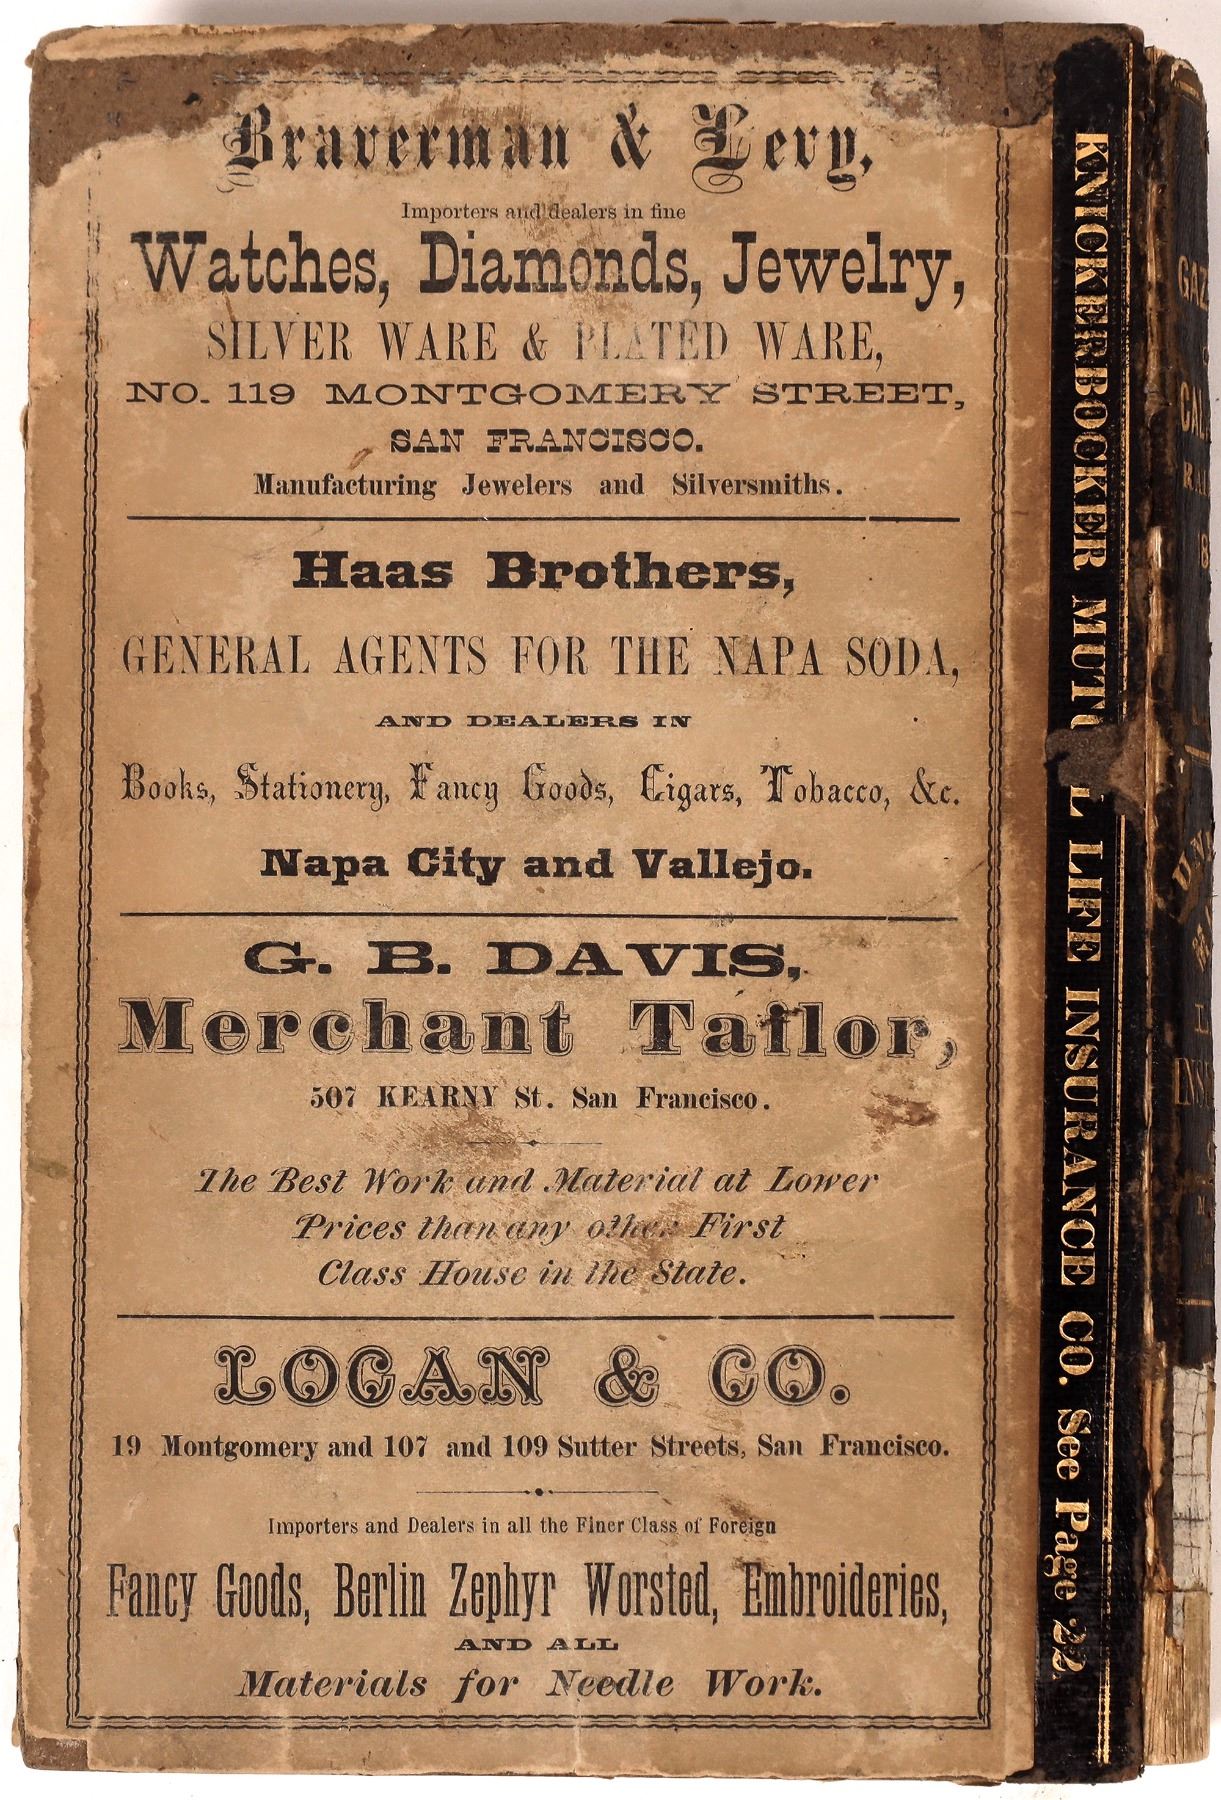 Braverman & Levy,
Importers and dealers in fine
Watches, Diamonds, Jewelry,
SILVER WARE & PLATED WARE,
NO. 119 MONTGOMERY STREET,
SAN FRANCISCO.
Manufacturing Jewelers and Silversmiths.
Haas Brothers,
GENERAL AGENTS FOR THE NAPA SODA,
AND DEALERS IN
Books, Stationery, Fancy Goods, Cigars, Tobacco, &c.
Napa City and Vallejo.
G. B. DAVIS,
Merchant Tailor,
507 KEARNY St. San Francisco.
The Best Work and Material at Lower
Prices than any other First
Class House in the State.
LOGAN & CO.
19 Montgomery and 107 and 109 Sutter Streets, San Francisco.
Importers and Dealers in all the Finer Class of Foreign
Fancy Goods, Berlin Zephyr Worsted, Embroideries,
AND ALL
Materials for Needle Work.
KNICKERBOCKER MUTU L LIFE INSURANCE CO. See Page 22
GAZ
CAL